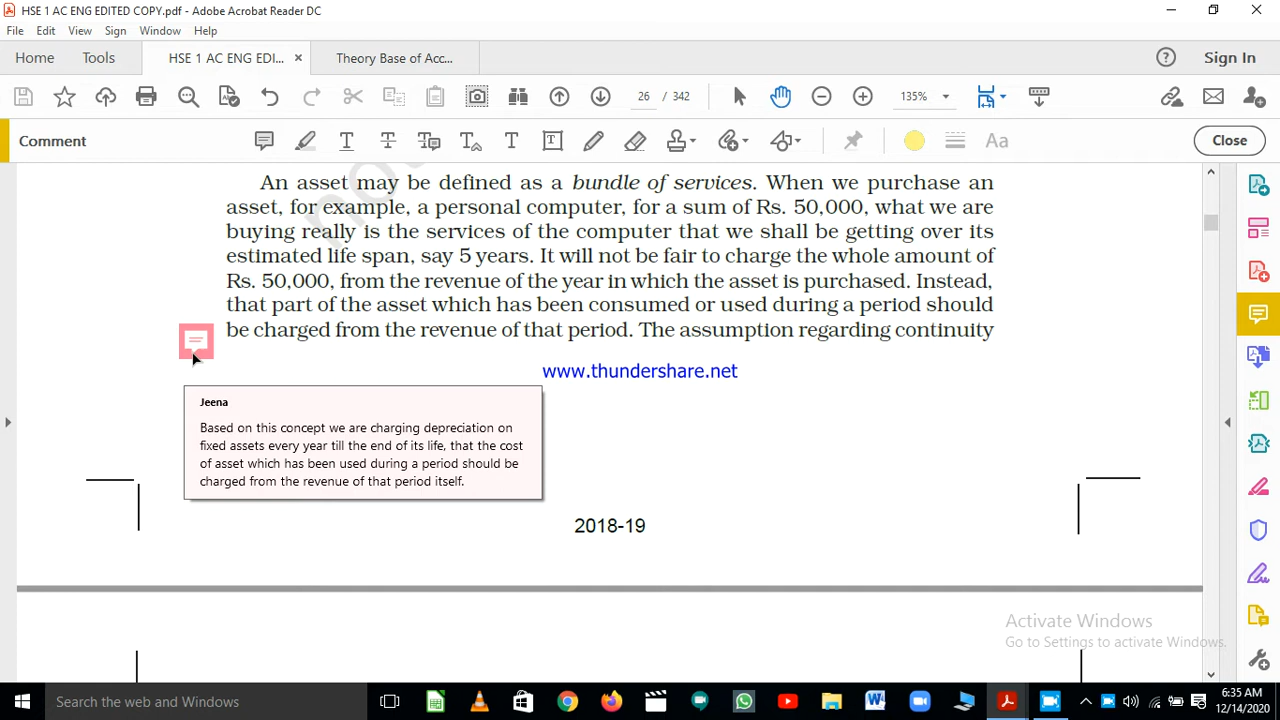 HSE 1 AC ENG EDITED COPY.pdf - Adobe Acrobat Reader DC
File Edit View Sign Window Help
Home Tools HSE 1 AC ENG EDI... × Theory Base of Acc... ? Sign In
26 / 342 135%
Comment Aa Close
not
An asset may be defined as a bundle of services. When we purchase an
asset, for example, a personal computer, for a sum of Rs. 50,000, what we are
buying really is the services of the computer that we shall be getting over its
estimated life span, say 5 years. It will not be fair to charge the whole amount of
Rs. 50,000, from the revenue of the year in which the asset is purchased. Instead,
that part of the asset which has been consumed or used during a period should
be charged from the revenue of that period. The assumption regarding continuity
www.thundershare.net
Jeena
Based on this concept we are charging depreciation on
fixed assets every year till the end of its life, that the cost
of asset which has been used during a period should be
charged from the revenue of that period itself.
2018-19
Activate Windows
Go to Settings to activate Windows.
Search the web and Windows
6:35 AM
12/14/2020